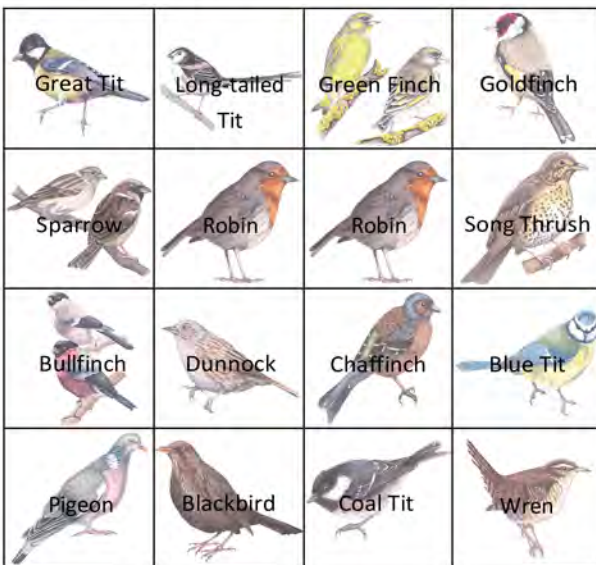 Great Tit
Long-tailed
Tit
Green Finch
Goldfinch
Sparrow
Robin
Robin
Song Thrush
Bullfinch
Dunnock
Chaffinch
Blue Tit
Pigeon
Blackbird
Coal Tit
Wren